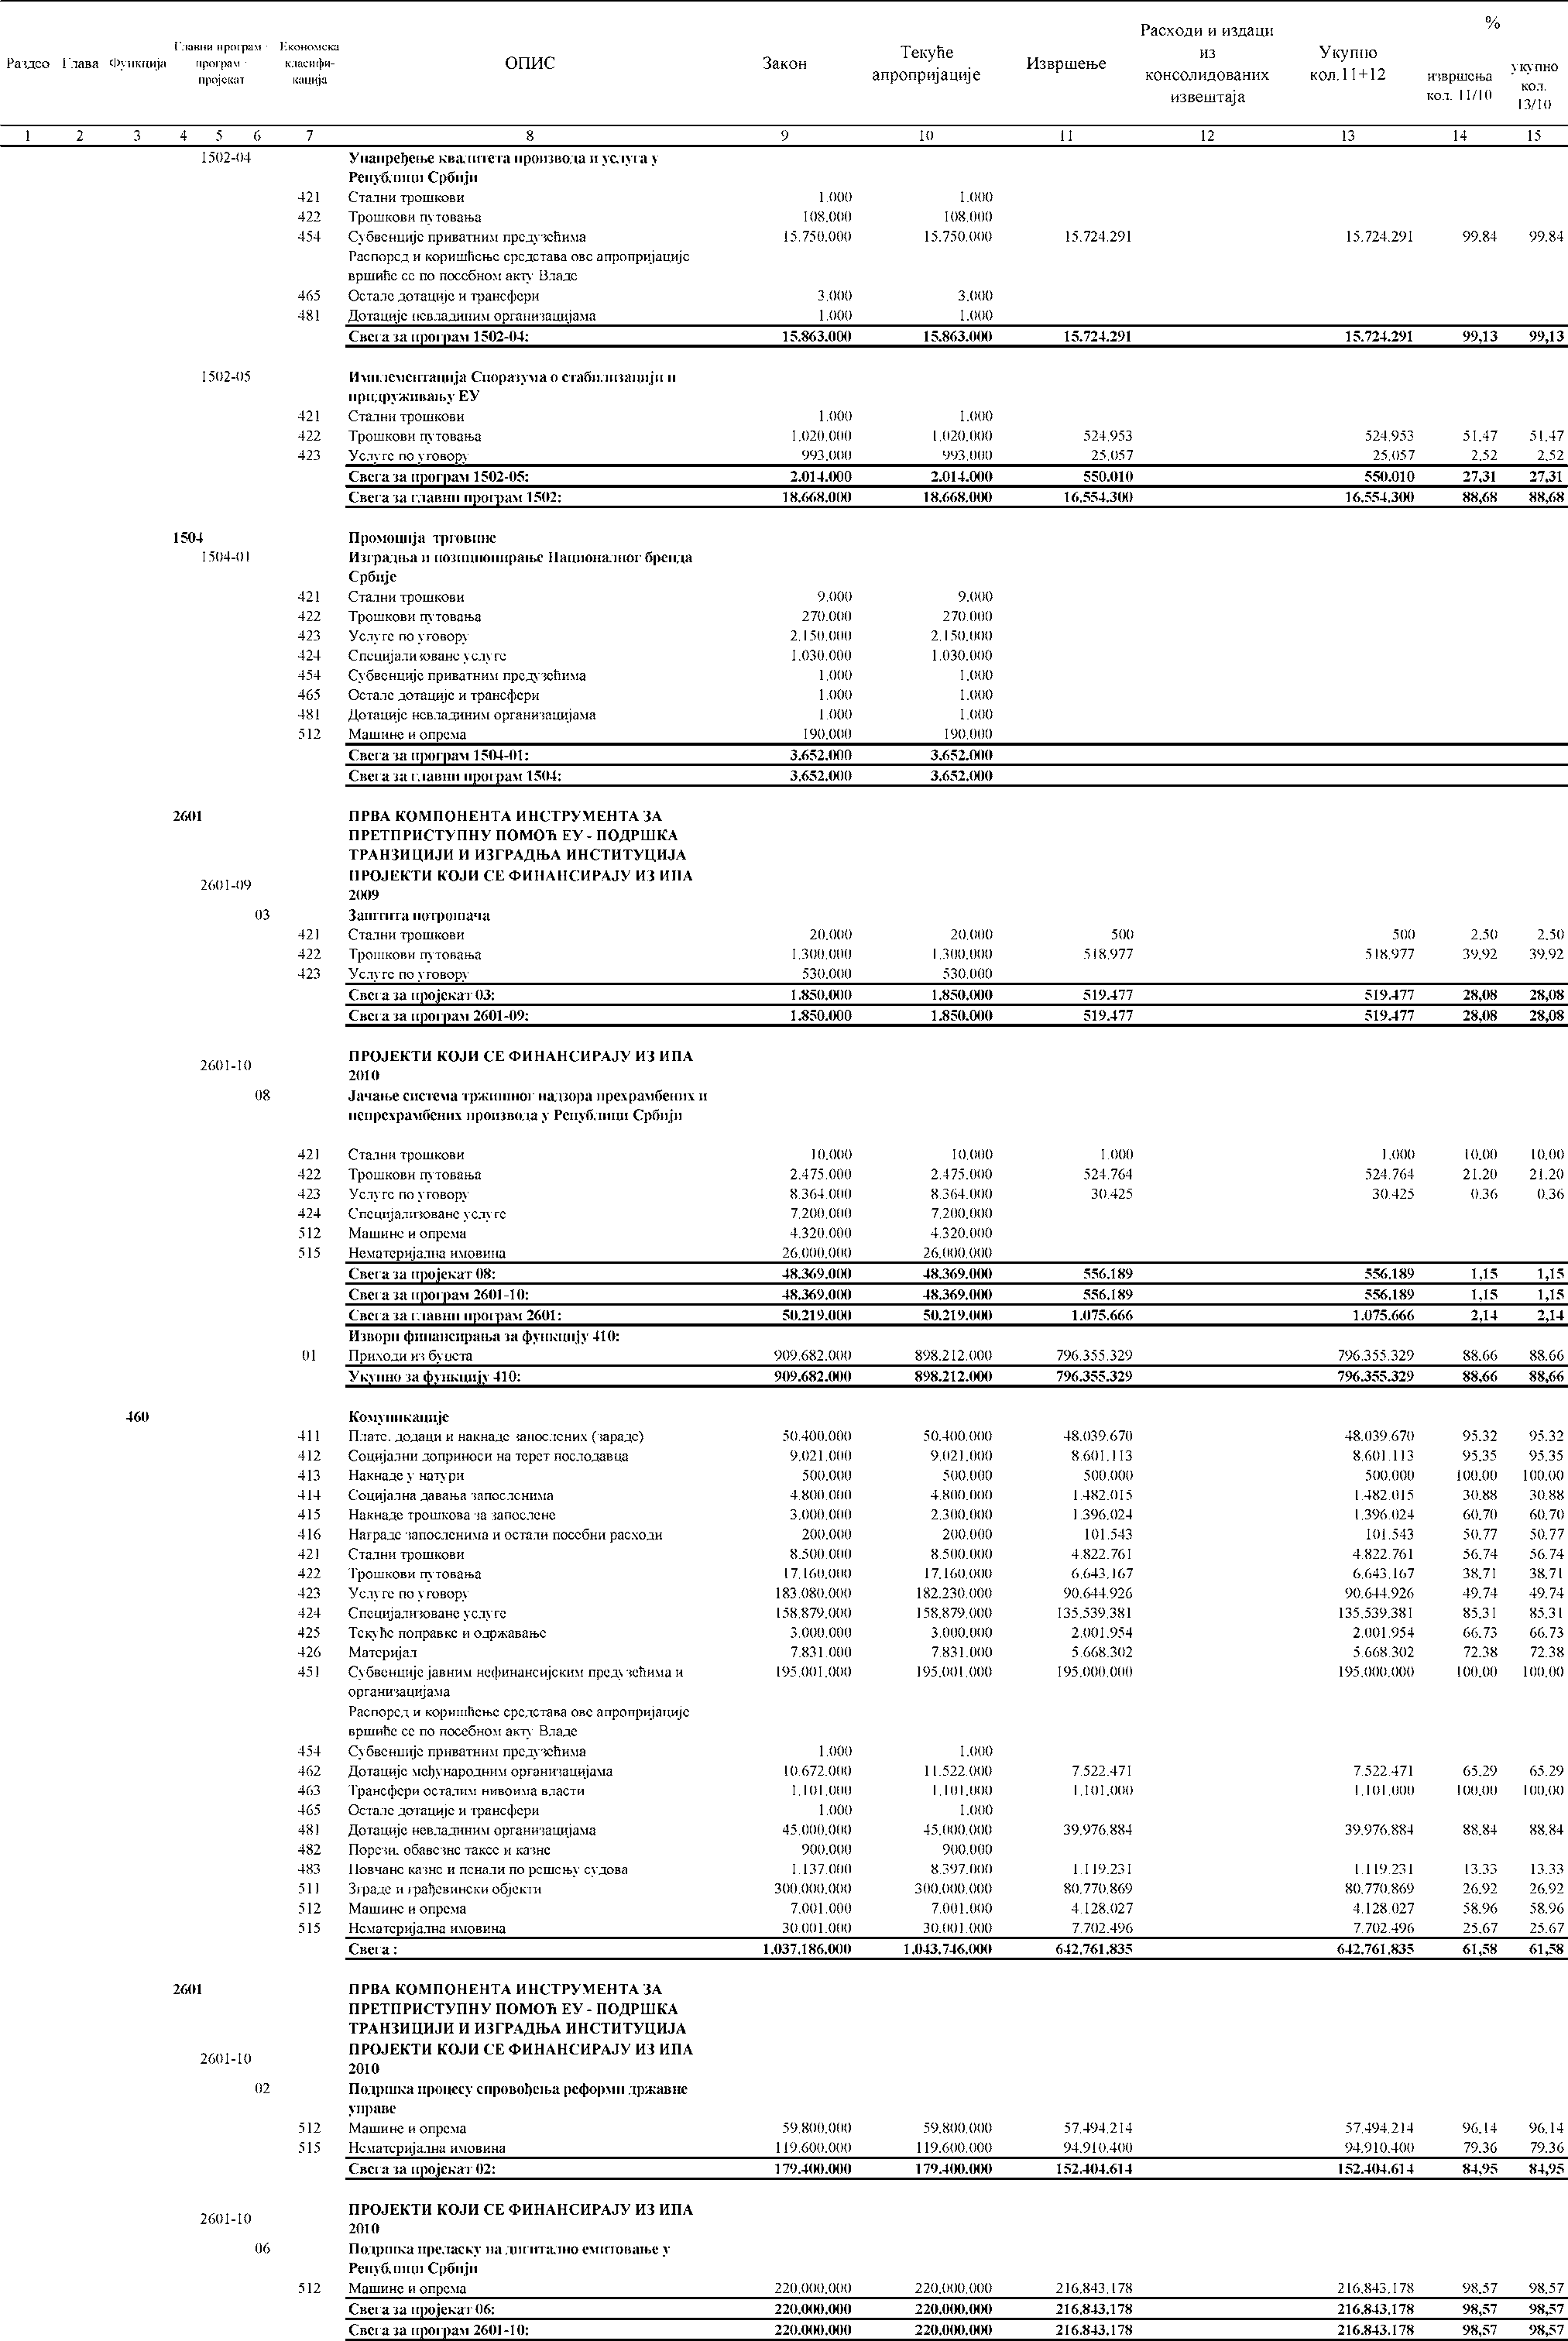 Раздео Глава Функција Главни програм - програм - пројекат Економска класифи-кација ОПИС Закон Текуће апропријације Извршење Расходи и издаци из консолидованих извештаја Укупно кол.11+12 % извршења кол. 11/10 укупно кол. 13/10
1 2 3 4 5 6 7 8 9 10 11 12 13 14 15
1502-04 Унапређење квалитета производа и услуга у
Републици Србији
421 Стални трошкови 1.000 1.000
422 Трошкови путовања 108.000 108.000
454 Субвенције приватним предузећима 15.750.000 15.750.000 15.724.291 15.724.291 99,84 99,84
Распоред и коришћење средстава ове апропријације
вршиће се по посебном акту Владе
465 Остале дотације и трансфери 3.000 3.000
481 Дотације невладиним организацијама 1.000 1.000
Свега за програм 1502-04: 15.863.000 15.863.000 15.724.291 15.724.291 99,13 99,13
1502-05 Имплементација Споразума о стабилизацији и
придруживању ЕУ
421 Стални трошкови 1.000 1.000
422 Трошкови путовања 1.020.000 1.020.000 524.953 524.953 51,47 51,47
423 Услуге по уговору 993.000 993.000 25.057 25.057 2,52 2,52
Свега за програм 1502-05: 2.014.000 2.014.000 550.010 550.010 27,31 27,31
Свега за главни програм 1502: 18.668.000 18.668.000 16.554.300 16.554.300 88,68 88,68
1504 Промоција трговине
1504-01 Изградња и позиционирање Националног бренда
Србије
421 Стални трошкови 9.000 9.000
422 Трошкови путовања 270.000 270.000
423 Услуге по уговору 2.150.000 2.150.000
424 Специјализоване услуге 1.030.000 1.030.000
454 Субвенције приватним предузећима 1.000 1.000
465 Остале дотације и трансфери 1.000 1.000
481 Дотације невладиним организацијама 1.000 1.000
512 Машине и опрема 190.000 190.000
Свега за програм 1504-01: 3.652.000 3.652.000
Свега за главни програм 1504: 3.652.000 3.652.000
2601 ПРВА КОМПОНЕНТА ИНСТРУМЕНТА ЗА
ПРЕТПРИСТУПНУ ПОМОЋ ЕУ - ПОДРШКА
ТРАНЗИЦИЈИ И ИЗГРАДЊА ИНСТИТУЦИЈА
2601-09 ПРОЈЕКТИ КОЈИ СЕ ФИНАНСИРАЈУ ИЗ ИПА
2009
03 Заштита потрошача
421 Стални трошкови 20.000 20.000 500 500 2,50 2,50
422 Трошкови путовања 1.300.000 1.300.000 518.977 518.977 39,92 39,92
423 Услуге по уговору 530.000 530.000
Свега за пројекат 03: 1.850.000 1.850.000 519.477 519.477 28,08 28,08
Свега за програм 2601-09: 1.850.000 1.850.000 519.477 519.477 28,08 28,08
2601-10 ПРОЈЕКТИ КОЈИ СЕ ФИНАНСИРАЈУ ИЗ ИПА
2010
08 Јачање система тржишног надзора прехрамбених и
непрехрамбених производа у Републици Србији
421 Стални трошкови 10.000 10.000 1.000 1.000 10,00 10,00
422 Трошкови путовања 2.475.000 2.475.000 524.764 524.764 21,20 21,20
423 Услуге по уговору 8.364.000 8.364.000 30.425 30.425 0,36 0,36
424 Специјализоване услуге 7.200.000 7.200.000
512 Машине и опрема 4.320.000 4.320.000
515 Нематеријална имовина 26.000.000 26.000.000
Свега за пројекат 08: 48.369.000 48.369.000 556.189 556.189 1,15 1,15
Свега за програм 2601-10: 48.369.000 48.369.000 556.189 556.189 1,15 1,15
Свега за главни програм 2601: 50.219.000 50.219.000 1.075.666 1.075.666 2,14 2,14
Извори финансирања за функцију 410:
01 Приходи из буџета 909.682.000 898.212.000 796.355.329 796.355.329 88,66 88,66
Укупно за функцију 410: 909.682.000 898.212.000 796.355.329 796.355.329 88,66 88,66
460 Комуникације
411 Плате, додаци и накнаде запослених (зараде) 50.400.000 50.400.000 48.039.670 48.039.670 95,32 95,32
412 Социјални доприноси на терет послодавца 9.021.000 9.021.000 8.601.113 8.601.113 95,35 95,35
413 Накнаде у натури 500.000 500.000 500.000 500.000 100,00 100,00
414 Социјална давања запосленима 4.800.000 4.800.000 1.482.015 1.482.015 30,88 30,88
415 Накнаде трошкова за запослене 3.000.000 2.300.000 1.396.024 1.396.024 60,70 60,70
416 Награде запосленима и остали посебни расходи 200.000 200.000 101.543 101.543 50,77 50,77
421 Стални трошкови 8.500.000 8.500.000 4.822.761 4.822.761 56,74 56,74
422 Трошкови путовања 17.160.000 17.160.000 6.643.167 6.643.167 38,71 38,71
423 Услуге по уговору 183.080.000 182.230.000 90.644.926 90.644.926 49,74 49,74
424 Специјализоване услуге 158.879.000 158.879.000 135.539.381 135.539.381 85,31 85,31
425 Текуће поправке и одржавање 3.000.000 3.000.000 2.001.954 2.001.954 66,73 66,73
426 Материјал 7.831.000 7.831.000 5.668.302 5.668.302 72,38 72,38
451 Субвенције јавним нефинансијским предузећима и 195.001.000 195.001.000 195.000.000 195.000.000 100,00 100,00
организацијама
Распоред и коришћење средстава ове апропријације
вршиће се по посебном акту Владе
454 Субвенције приватним предузећима 1.000 1.000
462 Дотације међународним организацијама 10.672.000 11.522.000 7.522.471 7.522.471 65,29 65,29
463 Трансфери осталим нивоима власти 1.101.000 1.101.000 1.101.000 1.101.000 100,00 100,00
465 Остале дотације и трансфери 1.000 1.000
481 Дотације невладиним организацијама 45.000.000 45.000.000 39.976.884 39.976.884 88,84 88,84
482 Порези, обавезне таксе и казне 900.000 900.000
483 Новчане казне и пенали по решењу судова 1.137.000 8.397.000 1.119.231 1.119.231 13,33 13,33
511 Зграде и грађевински објекти 300.000.000 300.000.000 80.770.869 80.770.869 26,92 26,92
512 Машине и опрема 7.001.000 7.001.000 4.128.027 4.128.027 58,96 58,96
515 Нематеријална имовина 30.001.000 30.001.000 7.702.496 7.702.496 25,67 25,67
Свега : 1.037.186.000 1.043.746.000 642.761.835 642.761.835 61,58 61,58
2601 ПРВА КОМПОНЕНТА ИНСТРУМЕНТА ЗА
ПРЕТПРИСТУПНУ ПОМОЋ ЕУ - ПОДРШКА
ТРАНЗИЦИЈИ И ИЗГРАДЊА ИНСТИТУЦИЈА
2601-10 ПРОЈЕКТИ КОЈИ СЕ ФИНАНСИРАЈУ ИЗ ИПА
2010
02 Подршка процесу спровођења реформи државне
управе
512 Машине и опрема 59.800.000 59.800.000 57.494.214 57.494.214 96,14 96,14
515 Нематеријална имовина 119.600.000 119.600.000 94.910.400 94.910.400 79,36 79,36
Свега за пројекат 02: 179.400.000 179.400.000 152.404.614 152.404.614 84,95 84,95
2601-10 ПРОЈЕКТИ КОЈИ СЕ ФИНАНСИРАЈУ ИЗ ИПА
2010
06 Подршка преласку на дигитално емитовање у
Републици Србији
512 Машине и опрема 220.000.000 220.000.000 216.843.178 216.843.178 98,57 98,57
Свега за пројекат 06: 220.000.000 220.000.000 216.843.178 216.843.178 98,57 98,57
Свега за програм 2601-10: 220.000.000 220.000.000 216.843.178 216.843.178 98,57 98,57